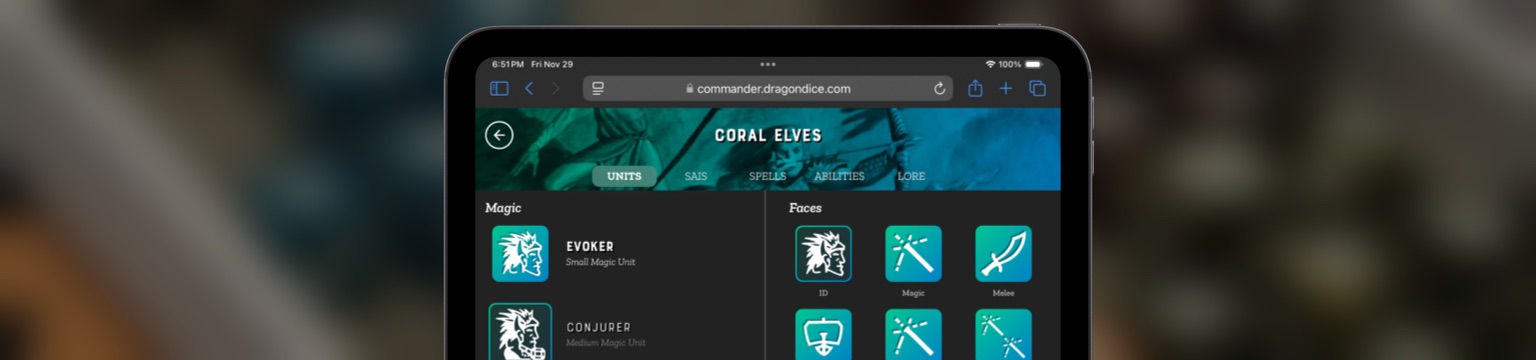 6:51PM Fri Nov 29
100%
commander.dragondice.com
CORAL ELVES
UNITS SAIS SPELLS ABILITIES LORE
Magic
EVOKER
Small Magic Unit
CONJURER
Medium Magic Unit
Faces
ID Magic Melee